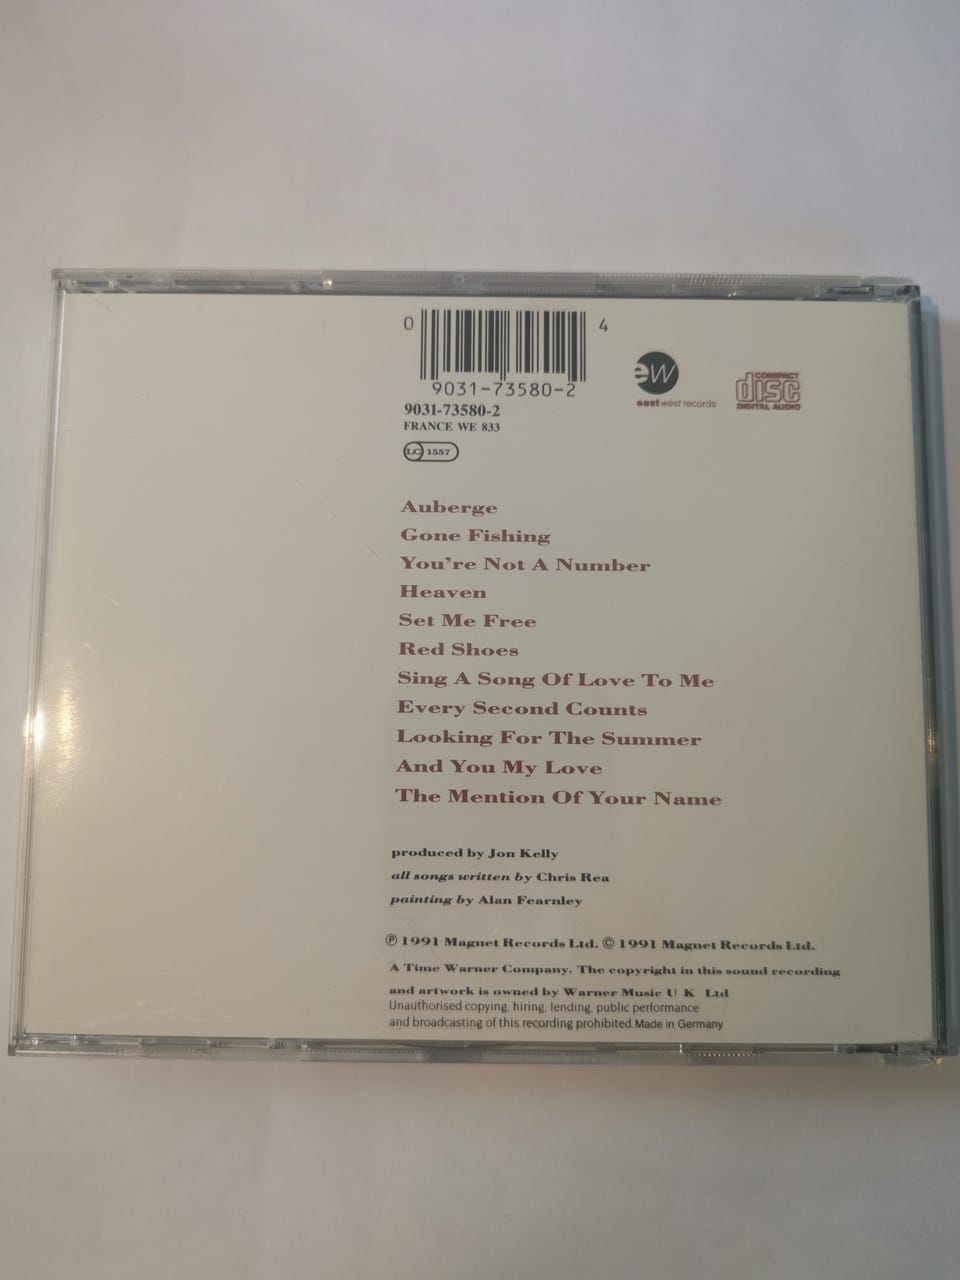 0 4
9031-73580-2
ew
eastwest records
COMPACT
disc
DIGITAL AUDIO
9031-73580-2
FRANCE WE 833
LC 1557
Auberge
Gone Fishing
You're Not A Number
Heaven
Set Me Free
Red Shoes
Sing A Song Of Love To Me
Every Second Counts
Looking For The Summer
And You My Love
The Mention Of Your Name
produced by Jon Kelly
all songs written by Chris Rea
painting by Alan Fearnley
℗ 1991 Magnet Records Ltd. © 1991 Magnet Records Ltd.
A Time Warner Company. The copyright in this sound recording
and artwork is owned by Warner Music U K Ltd
Unauthorised copying, hiring, lending, public performance
and broadcasting of this recording prohibited. Made in Germany